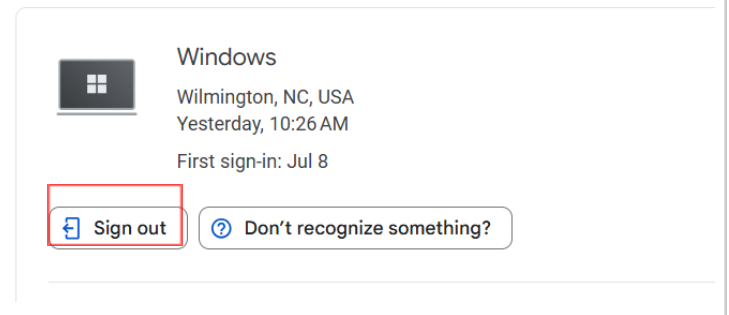 Windows
Wilmington, NC, USA
Yesterday, 10:26 AM
First sign-in: Jul 8
Sign out
Don’t recognize something?